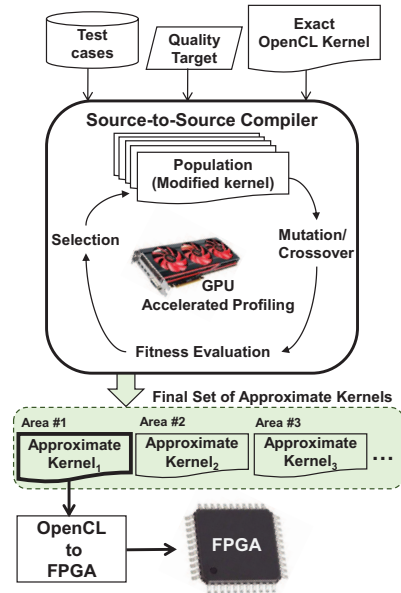 Test
cases
Quality
Target
Exact
OpenCL Kernel
Source-to-Source Compiler
Population
(Modified kernel)
Selection
Mutation/
Crossover
GPU
Accelerated Profiling
Fitness Evaluation
Final Set of Approximate Kernels
Area #1
Area #2
Area #3
Approximate
Kernel1
Approximate
Kernel2
Approximate
Kernel3
...
OpenCL
to
FPGA
FPGA